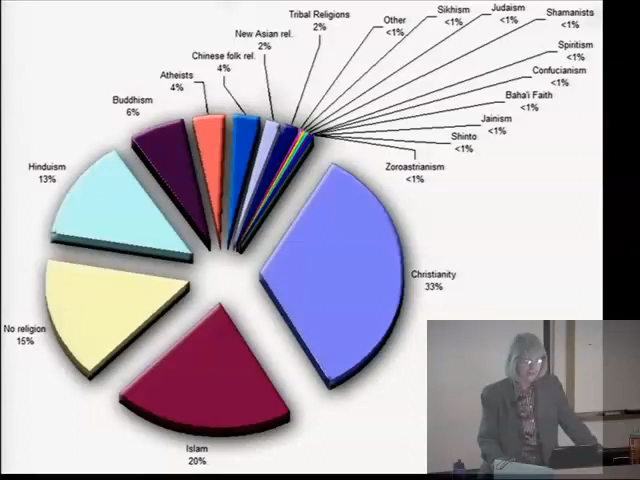 Tribal Religions
2%
Other
<1%
Sikhism
<1%
Judaism
<1%
Shamanists
<1%
New Asian rel.
2%
Spiritism
<1%
Chinese folk rel.
4%
Confucianism
<1%
Atheists
4%
Baha'i Faith
<1%
Buddhism
6%
Jainism
<1%
Shinto
<1%
Hinduism
13%
Zoroastrianism
<1%
Christianity
33%
No religion
15%
Islam
20%